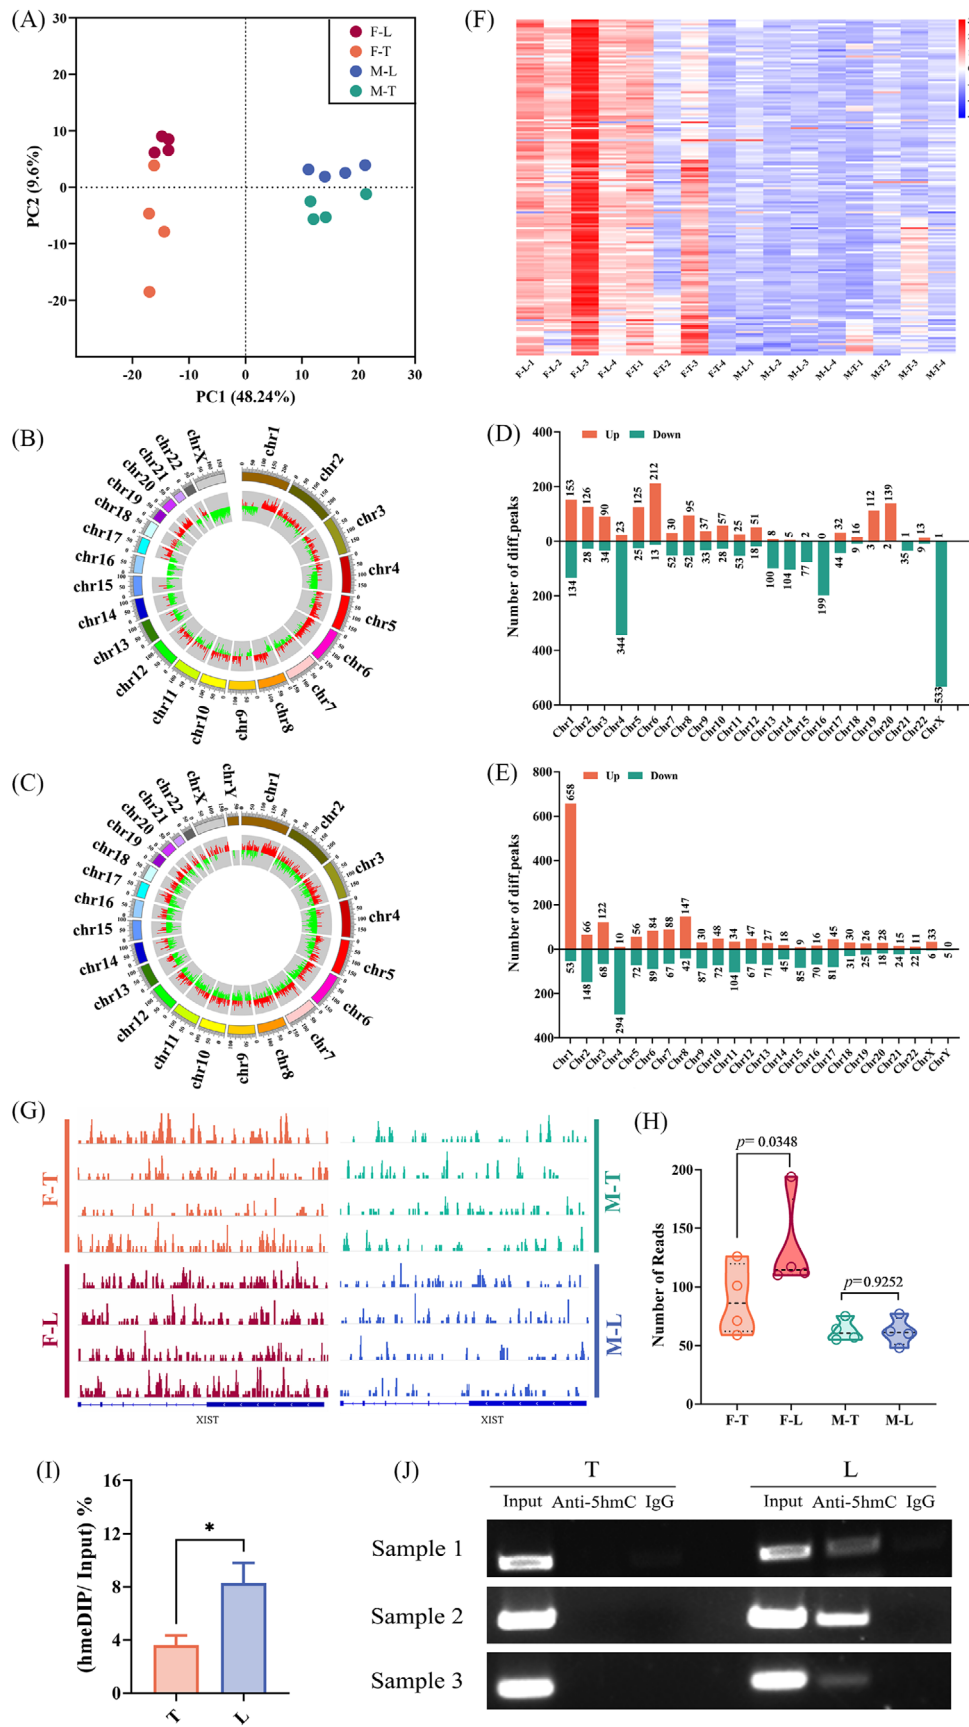 (A)
F-L
F-T
M-L
M-T
30
20
10
0
-10
-20
-20
-10
0
10
20
30
PC2 (9.6%)
PC1 (48.24%)
(F)
F-L-1
F-L-2
F-L-3
F-L-4
F-T-1
F-T-2
F-T-3
F-T-4
M-L-1
M-L-2
M-L-3
M-L-4
M-T-1
M-T-2
M-T-3
M-T-4
(B)
chr1
chr2
chr3
chr4
chr5
chr6
chr7
chr8
chr9
chr10
chr11
chr12
chr13
chr14
chr15
chr16
chr17
chr18
chr19
chr20
chr21
chr22
chrX
(D)
Up Down
Number of diff_peaks
400
200
0
200
400
600
153 126 90 23 125 212 30 95 37 57 25 51 8 5 2 0 32 16 112 139 1 13 1
134 28 34 344 25 13 52 52 33 28 53 18 100 104 77 199 44 9 3 2 35 9 533
Chr1 Chr2 Chr3 Chr4 Chr5 Chr6 Chr7 Chr8 Chr9 Chr10 Chr11 Chr12 Chr13 Chr14 Chr15 Chr16 Chr17 Chr18 Chr19 Chr20 Chr21 Chr22 ChrX
(C)
chr1
chr2
chr3
chr4
chr5
chr6
chr7
chr8
chr9
chr10
chr11
chr12
chr13
chr14
chr15
chr16
chr17
chr18
chr19
chr20
chr21
chr22
chrX
chrY
(E)
Up Down
Number of diff_peaks
800
600
400
200
0
200
400
658 66 122 10 56 84 88 147 30 48 34 47 27 18 9 16 45 30 26 28 15 11 33 0
53 148 68 294 72 89 67 42 87 72 104 67 71 45 85 70 81 31 25 18 24 22 6 5
Chr1 Chr2 Chr3 Chr4 Chr5 Chr6 Chr7 Chr8 Chr9 Chr10 Chr11 Chr12 Chr13 Chr14 Chr15 Chr16 Chr17 Chr18 Chr19 Chr20 Chr21 Chr22 ChrX ChrY
(G)
F-T
M-T
F-L
M-L
XIST
XIST
(H)
p= 0.0348
p=0.9252
Number of Reads
200
150
100
50
0
F-T F-L M-T M-L
(I)
(hmeDIP/ Input) %
16
12
8
4
0
*
T L
(J)
T L
Input Anti-5hmC IgG Input Anti-5hmC IgG
Sample 1
Sample 2
Sample 3